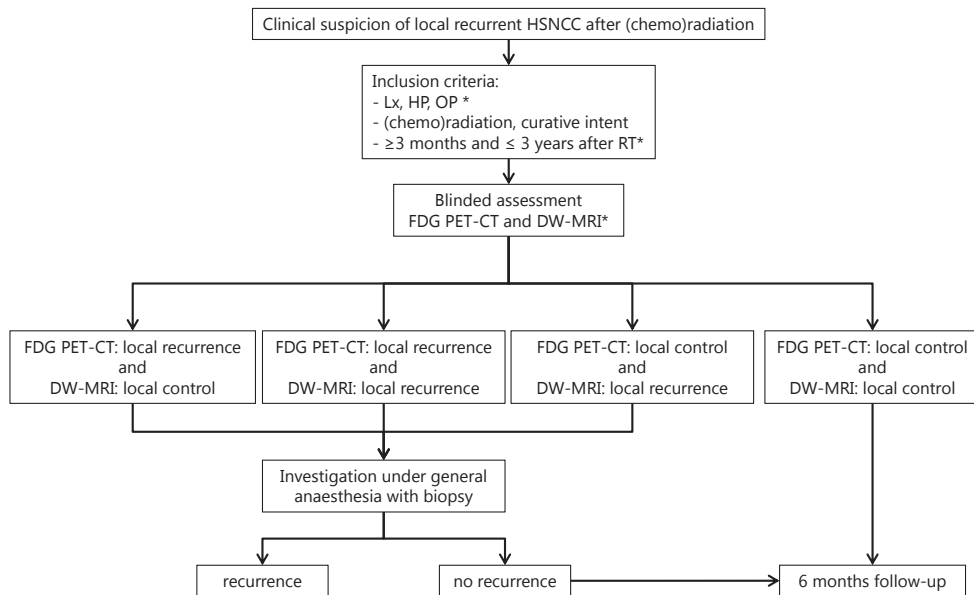 Clinical suspicion of local recurrent HSNCC after (chemo)radiation
Inclusion criteria:
- Lx, HP, OP *
- (chemo)radiation, curative intent
- ≥3 months and ≤ 3 years after RT*
Blinded assessment
FDG PET-CT and DW-MRI*
FDG PET-CT: local recurrence
and
DW-MRI: local control
FDG PET-CT: local recurrence
and
DW-MRI: local recurrence
FDG PET-CT: local control
and
DW-MRI: local recurrence
FDG PET-CT: local control
and
DW-MRI: local control
Investigation under general
anaesthesia with biopsy
recurrence
no recurrence
6 months follow-up